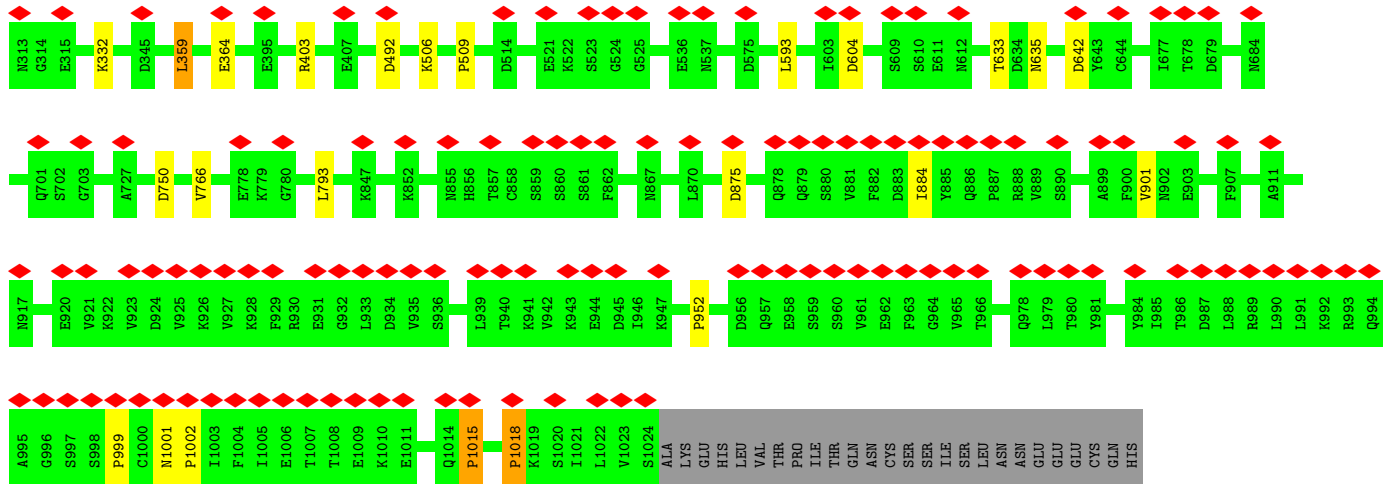 N313 G314 E315 K332 D345 L359 E364 E395 R403 E407 D492 K506 P509 D514 E521 K522 S523 G524 G525 E536 N537 D575 L593 I603 D604 S609 S610 E611 N612 T633 D634 N635 D642 Y643 C644 I677 T678 D679 N684
Q701 S702 G703 A727 D750 V766 E778 K779 G780 L793 K847 K852 N855 H856 T857 C858 S859 S860 S861 F862 N867 L870 D875 Q878 Q879 S880 V881 F882 D883 I884 Y885 Q886 P887 R888 V889 S890 A899 F900 V901 N902 E903 F907 A911
N917 E920 V921 K922 V923 D924 V925 K926 V927 K928 F929 R930 E931 G932 L933 D934 V935 S936 L939 T940 K941 V942 K943 E944 D945 I946 K947 P952 D956 Q957 E958 S959 S960 V961 E962 F963 G964 V965 T966 Q978 L979 T980 Y981 Y984 I985 T986 D987 L988 R989 L990 L991 K992 R993 Q994
A995 G996 S997 S998 P999 C1000 N1001 P1002 I1003 F1004 I1005 E1006 T1007 T1008 E1009 K1010 E1011 Q1014 P1015 P1018 K1019 S1020 I1021 L1022 V1023 S1024 ALA LYS GLU HIS LEU VAL THR PRO ILE THR GLN ASN CYS SER SER ILE SER LEU ASN ASN GLU GLU GLU CYS GLN HIS